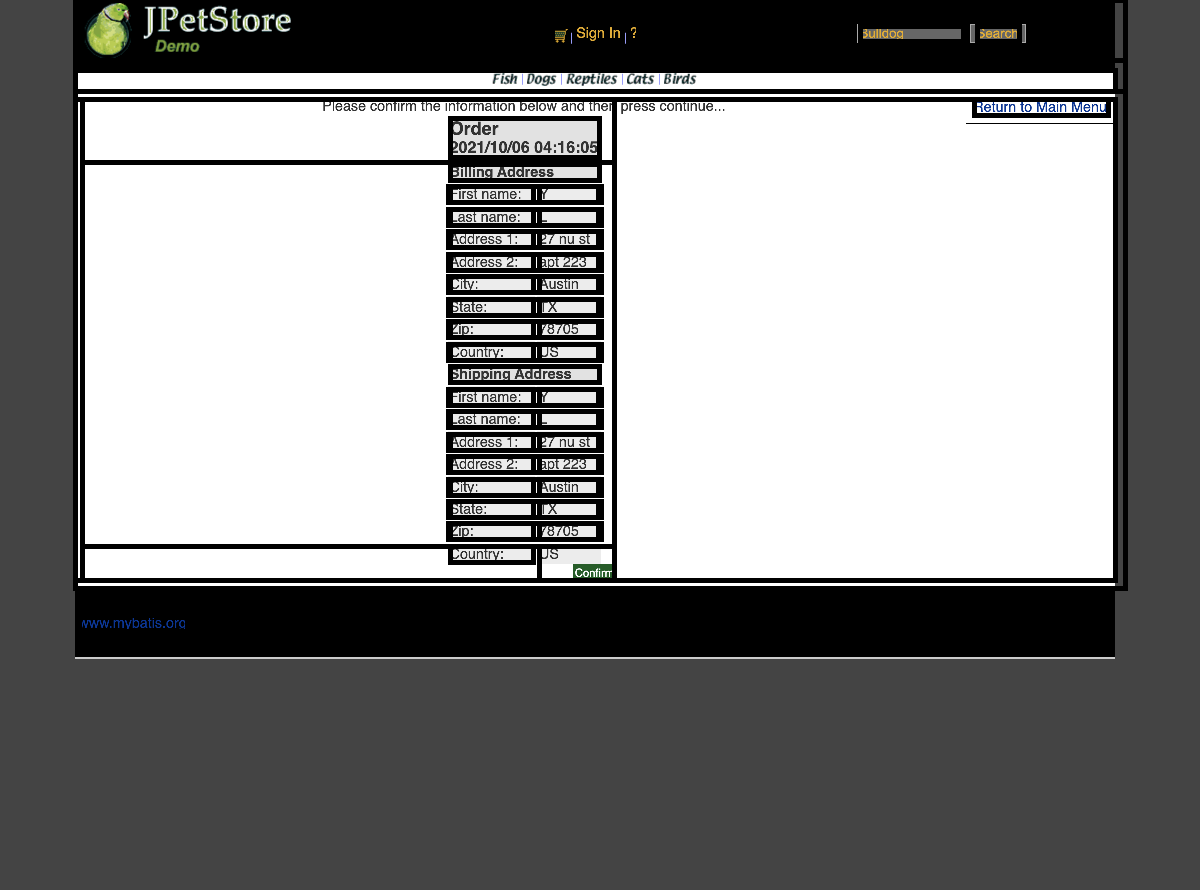 JPetStore
Demo
Sign In ?
Bulldog Search
Fish Dogs Reptiles Cats Birds
Please confirm the information below and then press continue...
Return to Main Menu
Order
2021/10/06 04:16:05
Billing Address
First name: Y
Last name: L
Address 1: 27 nu st
Address 2: apt 223
City: Austin
State: TX
Zip: 78705
Country: US
Shipping Address
First name: Y
Last name: L
Address 1: 27 nu st
Address 2: apt 223
City: Austin
State: TX
Zip: 78705
Country: US
Confirm
www.mybatis.org